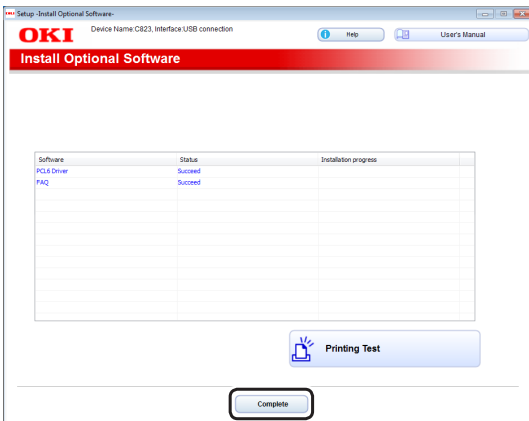 Setup -Install Optional Software-
OKI Device Name:C823, Interface:USB connection Help User's Manual
Install Optional Software
Software Status Installation progress
PCL6 Driver Succeed
FAQ Succeed
Printing Test
Complete